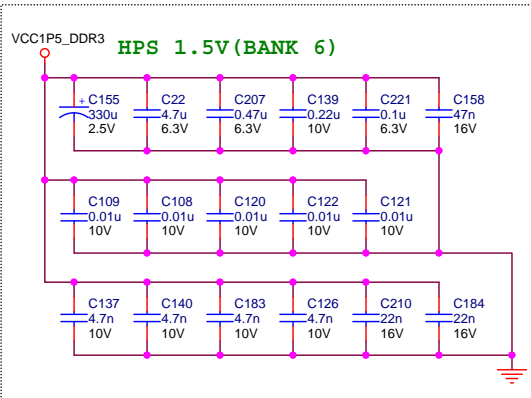 VCC1P5_DDR3
HPS 1.5V(BANK 6)
+ C155 C22 C207 C139 C221 C158
330u 4.7u 0.47u 0.22u 0.1u 47n
2.5V 6.3V 6.3V 10V 6.3V 16V
C109 C108 C120 C122 C121
0.01u 0.01u 0.01u 0.01u 0.01u
10V 10V 10V 10V 10V
C137 C140 C183 C126 C210 C184
4.7n 4.7n 4.7n 4.7n 22n 22n
10V 10V 10V 10V 16V 16V